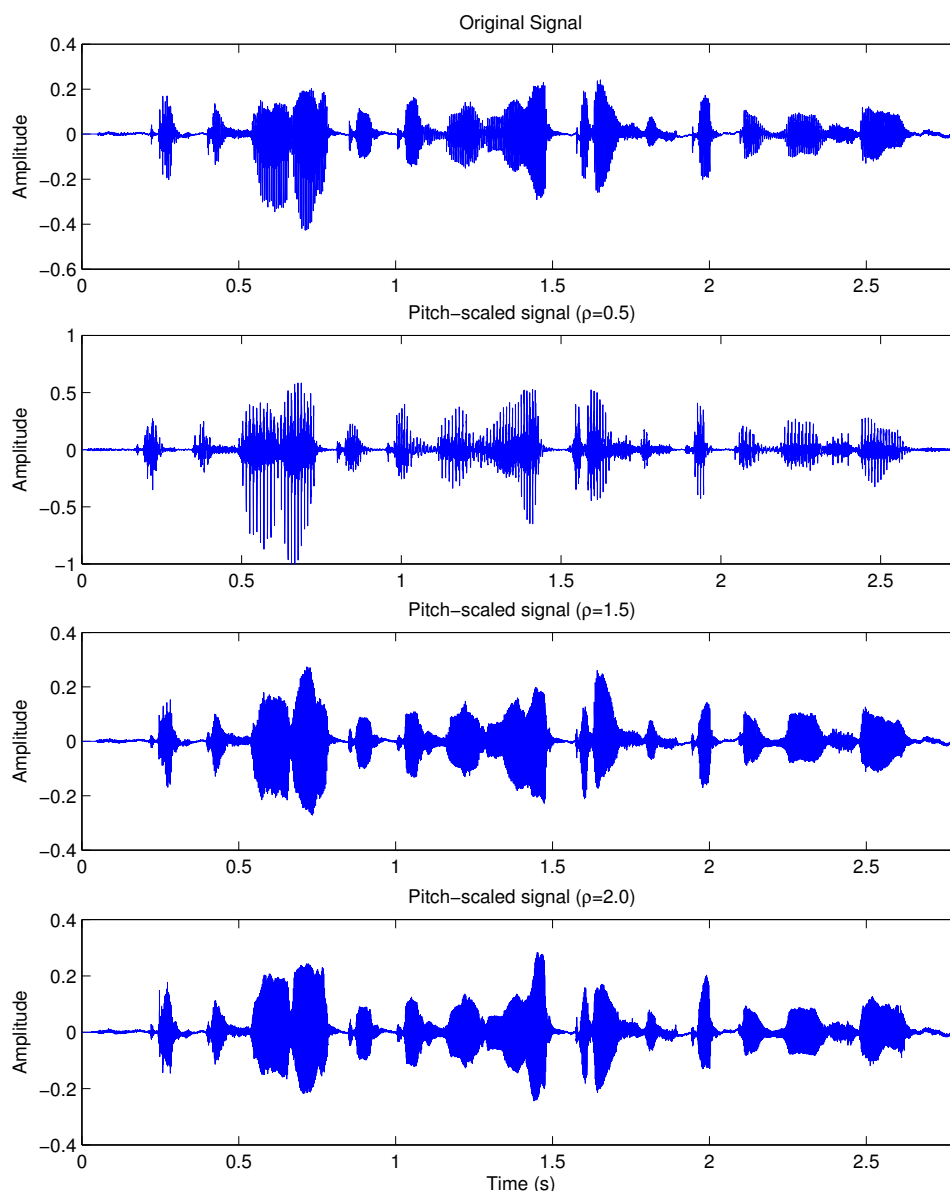 Original Signal
0.4
0.2
0
−0.2
−0.4
−0.6
Amplitude
0 0.5 1 1.5 2 2.5
Pitch−scaled signal (ρ=0.5)
1
0.5
0
−0.5
−1
Amplitude
0 0.5 1 1.5 2 2.5
Pitch−scaled signal (ρ=1.5)
0.4
0.2
0
−0.2
−0.4
Amplitude
0 0.5 1 1.5 2 2.5
Pitch−scaled signal (ρ=2.0)
0.4
0.2
0
−0.2
−0.4
Amplitude
0 0.5 1 1.5 2 2.5
Time (s)